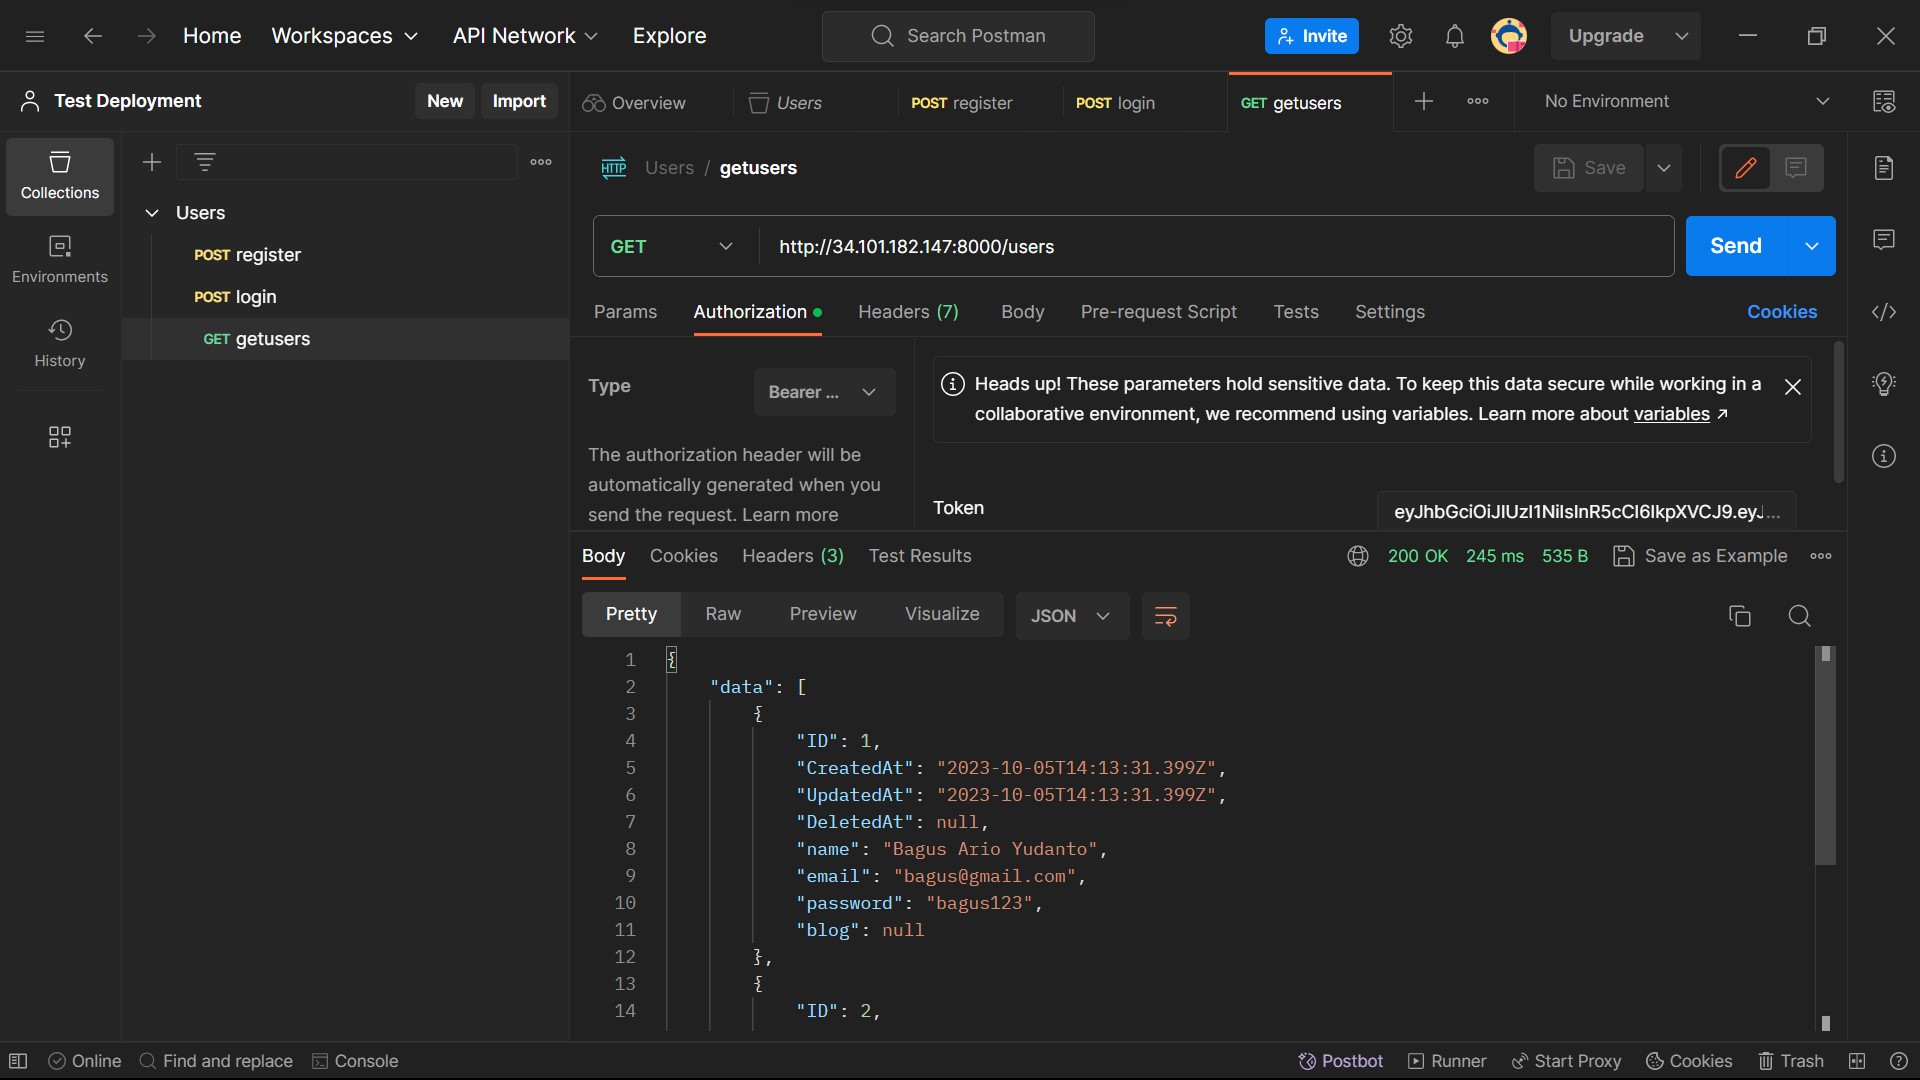 Home Workspaces API Network Explore Search Postman Invite Upgrade
Test Deployment New Import Overview Users POST register POST login GET getusers No Environment
Collections
Environments
History
Users
POST register
POST login
GET getusers
HTTP Users / getusers Save
GET http://34.101.182.147:8000/users Send
Params Authorization Headers (7) Body Pre-request Script Tests Settings Cookies
Type Bearer ...
The authorization header will be
automatically generated when you
send the request. Learn more
Heads up! These parameters hold sensitive data. To keep this data secure while working in a
collaborative environment, we recommend using variables. Learn more about variables ↗
Token eyJhbGciOiJIUzI1NiIsInR5cCI6IkpXVCJ9.eyJ...
Body Cookies Headers (3) Test Results 200 OK 245 ms 535 B Save as Example
Pretty Raw Preview Visualize JSON
1 {
2 "data": [
3 {
4 "ID": 1,
5 "CreatedAt": "2023-10-05T14:13:31.399Z",
6 "UpdatedAt": "2023-10-05T14:13:31.399Z",
7 "DeletedAt": null,
8 "name": "Bagus Ario Yudanto",
9 "email": "bagus@gmail.com",
10 "password": "bagus123",
11 "blog": null
12 },
13 {
14 "ID": 2,
Online Find and replace Console Postbot Runner Start Proxy Cookies Trash